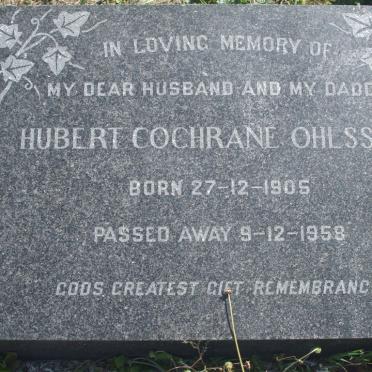 IN LOVING MEMORY OF
MY DEAR HUSBAND AND MY DADD
HUBERT COCHRANE OHLSS
BORN 27-12-1905
PASSED AWAY 9-12-1958
GODS GREATEST GIFT REMEMBRANC